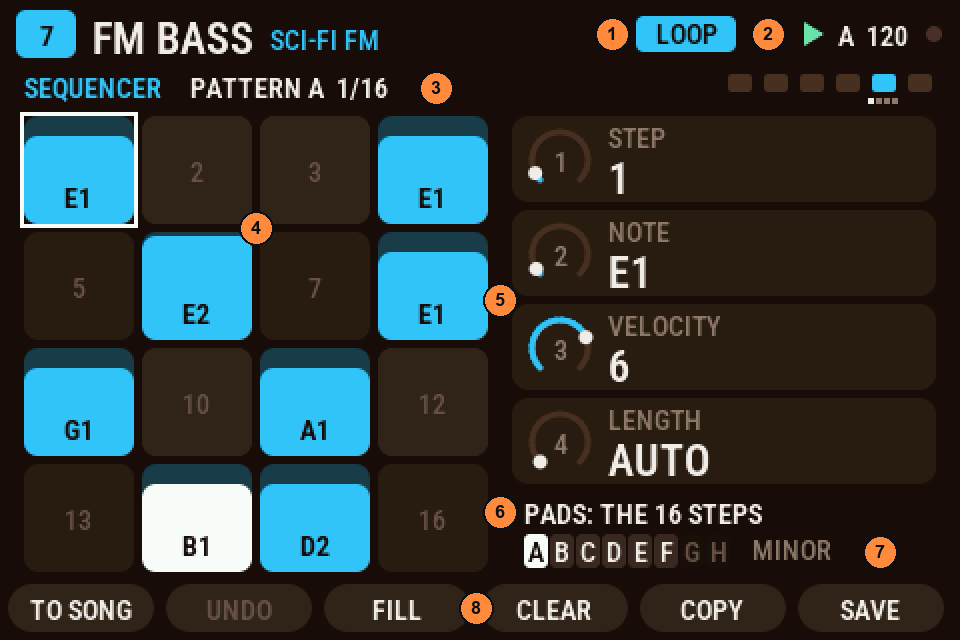 7 FM BASS SCI-FI FM 1 LOOP 2 A 120
SEQUENCER PATTERN A 1/16 3
E1 2 3 E1
4
5 E2 7 E1
G1 10 A1 12
13 B1 D2 16
1 STEP
1
2 NOTE
E1
5
3 VELOCITY
6
4 LENGTH
AUTO
6 PADS: THE 16 STEPS
A B C D E F G H MINOR 7
TO SONG UNDO FILL 8 CLEAR COPY SAVE